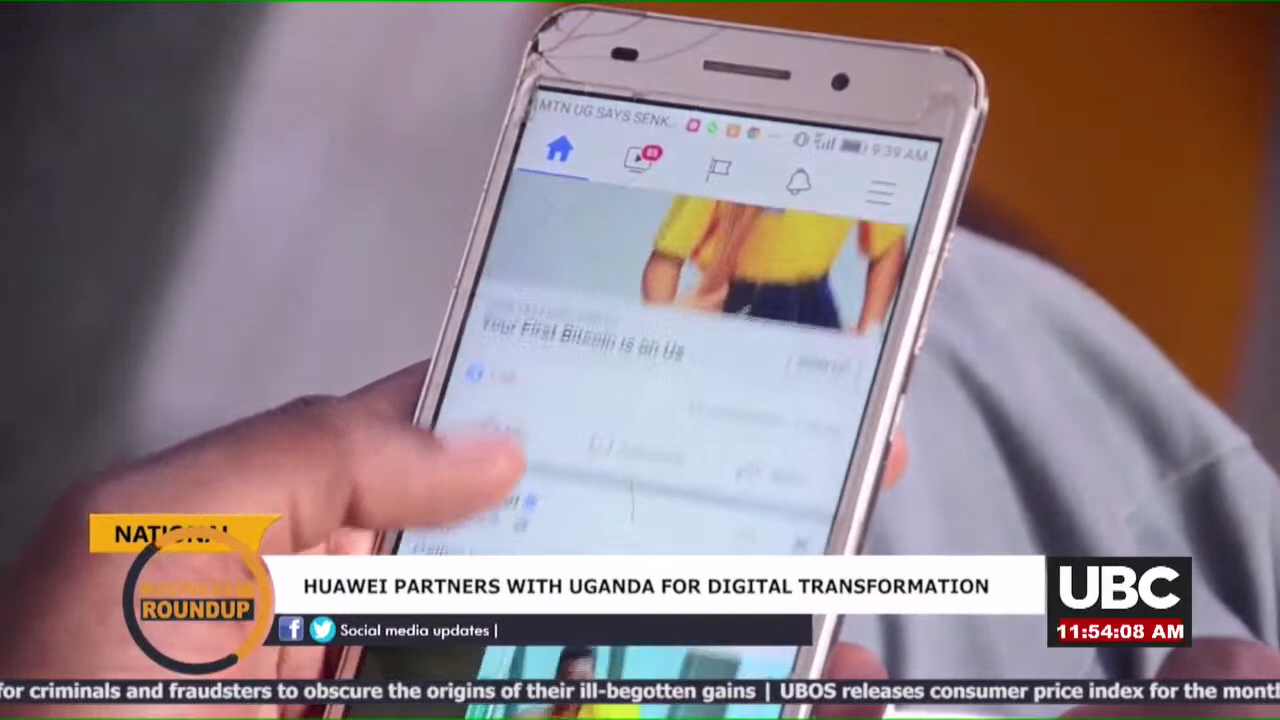 MTN UG SAYS SENK... 9:39 AM
89
Your First Bitcoin is on Us
NATIONAL
ROUNDUP
HUAWEI PARTNERS WITH UGANDA FOR DIGITAL TRANSFORMATION
Social media updates |
UBC
11:54:08 AM
for criminals and fraudsters to obscure the origins of their ill-begotten gains | UBOS releases consumer price index for the mont